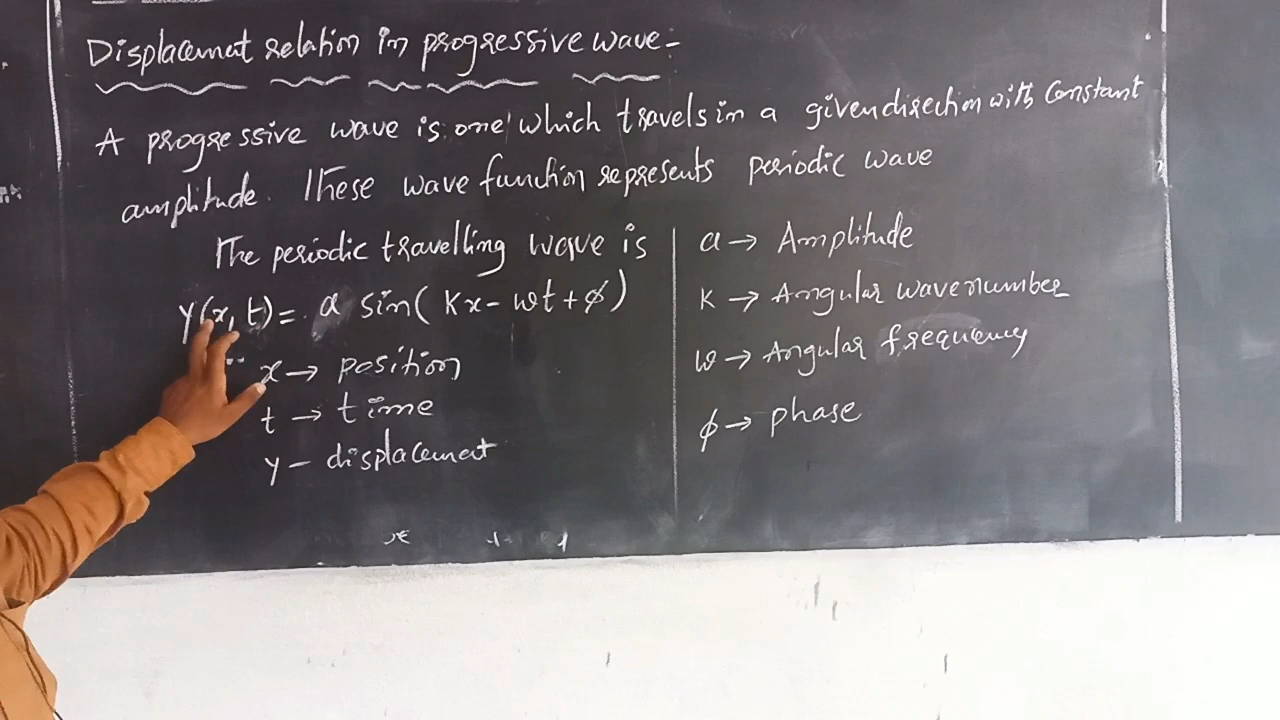 Displacemet relation in progressive wave:-
A progressive wave is one which travels in a given direction with constant
amplitude. These wave function represents periodic wave
The periodic travelling wave is
y(x, t) = a sin( kx - ωt + φ)
x → position
t → time
y - displacemet
a → Amplitude
K → Angular wave number
ω → Angular frequency
φ → phase